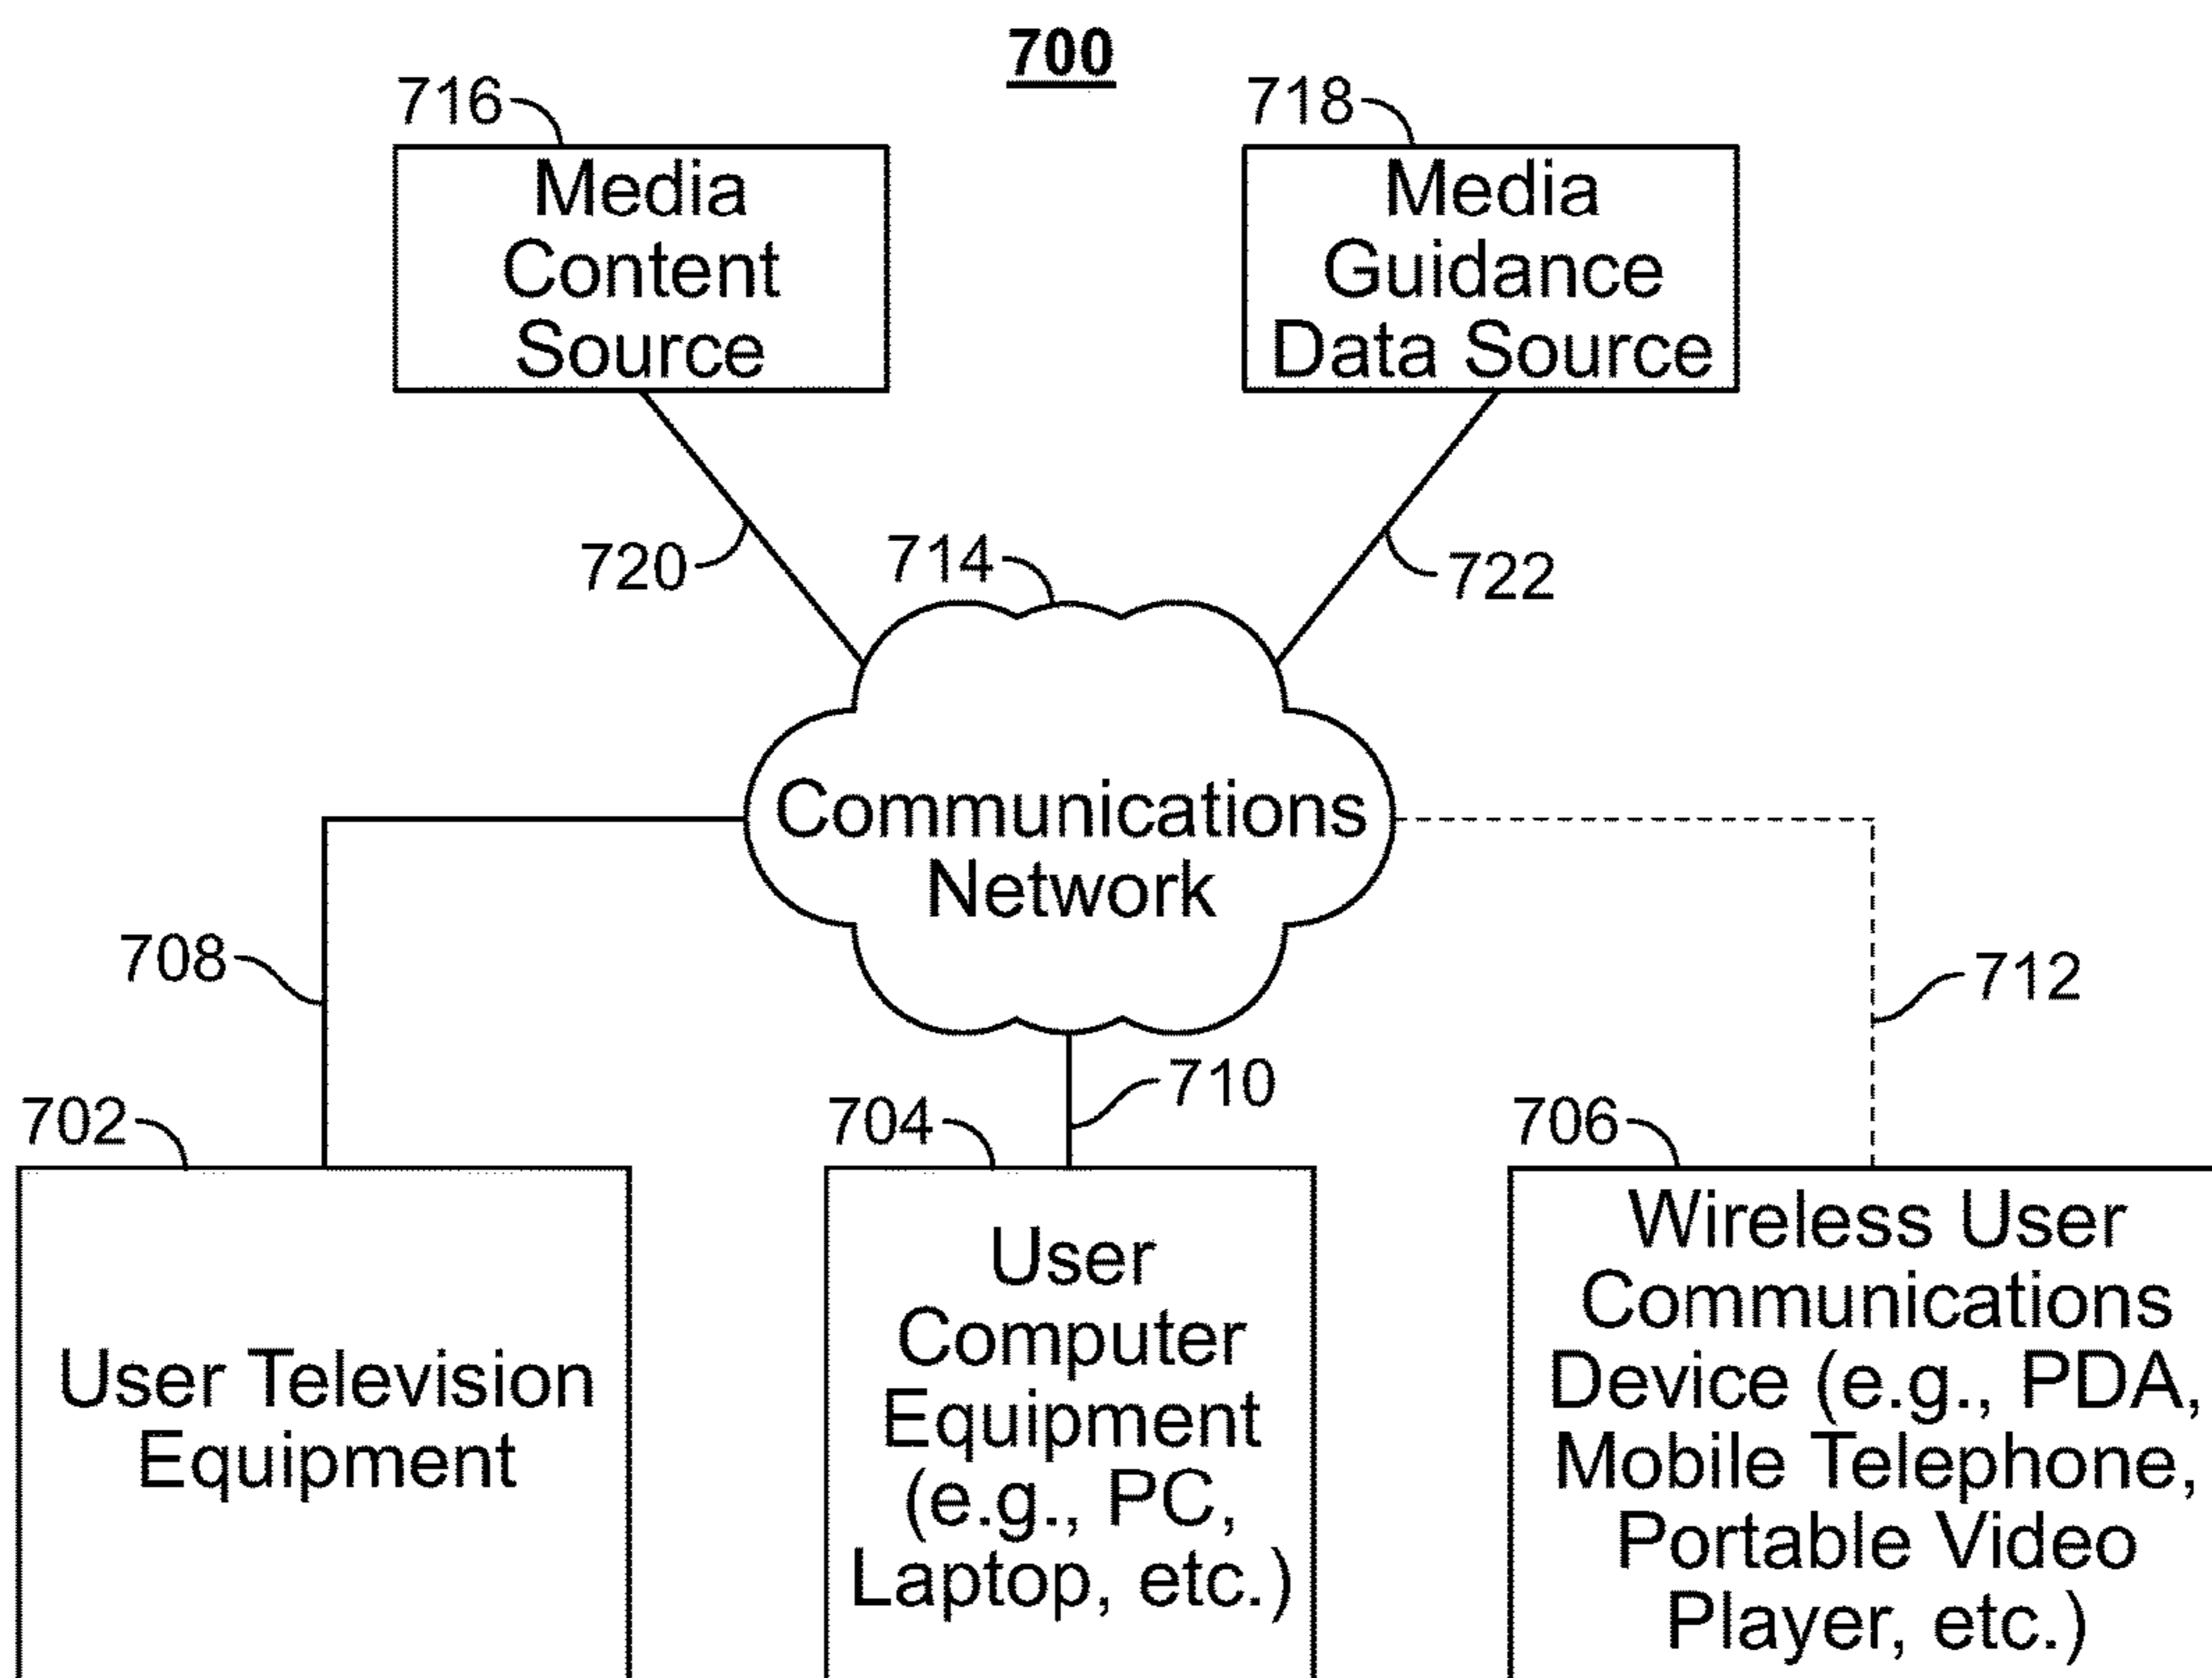 700
716
718
Media
Content
Source
Media
Guidance
Data Source
720
714
722
Communications
Network
708
712
710
702
704
706
User Television
Equipment
User
Computer
Equipment
(e.g., PC,
Laptop, etc.)
Wireless User
Communications
Device (e.g., PDA,
Mobile Telephone,
Portable Video
Player, etc.)